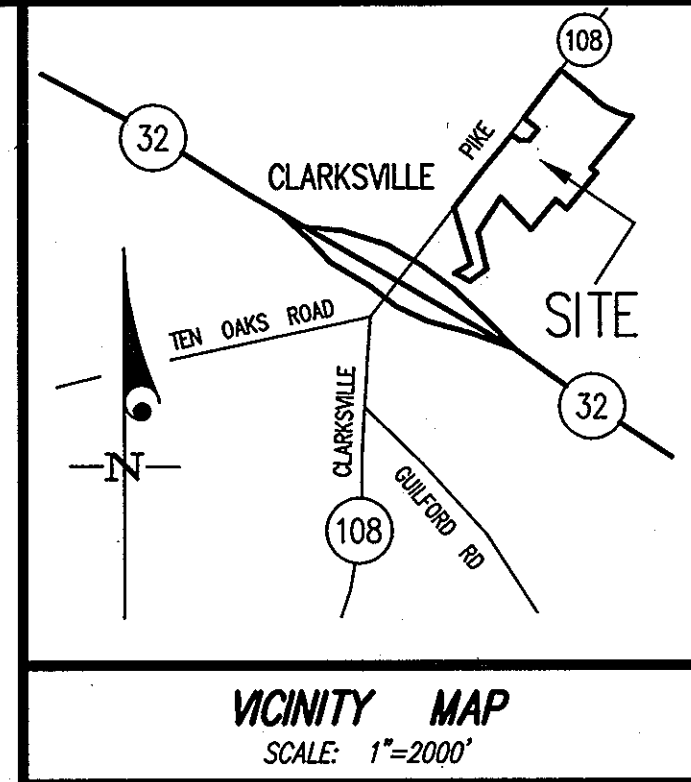 108
PIKE
32
CLARKSVILLE
SITE
TEN OAKS ROAD
32
CLARKSVILLE
GUILFORD RD
N
108
VICINITY MAP
SCALE: 1"=2000'